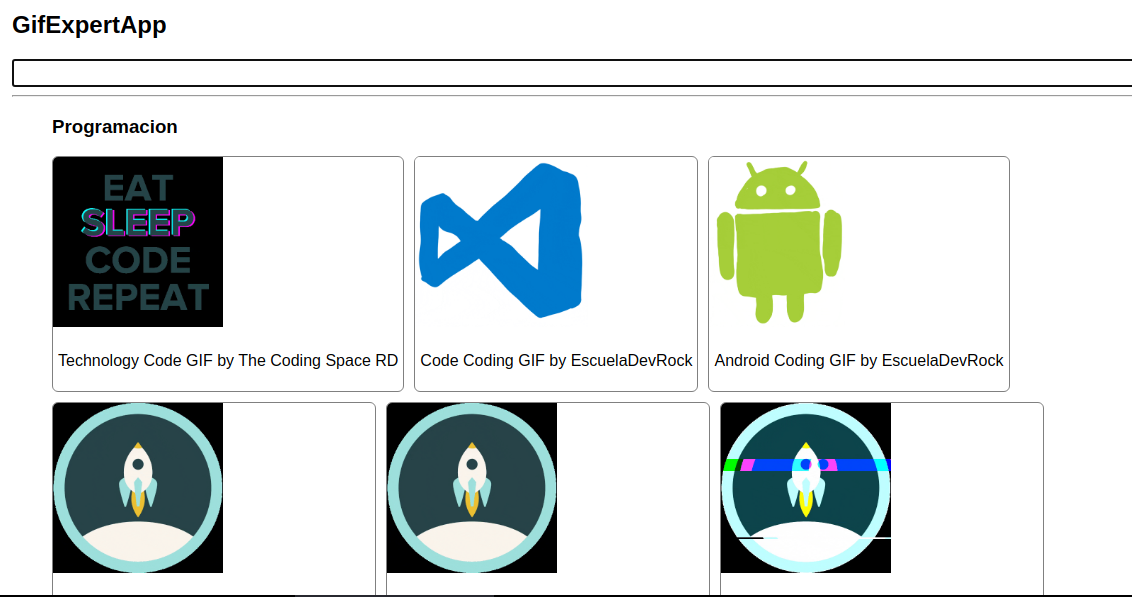 GifExpertApp
Programacion
EAT
SLEEP
CODE
REPEAT
Technology Code GIF by The Coding Space RD
Code Coding GIF by EscuelaDevRock
Android Coding GIF by EscuelaDevRock